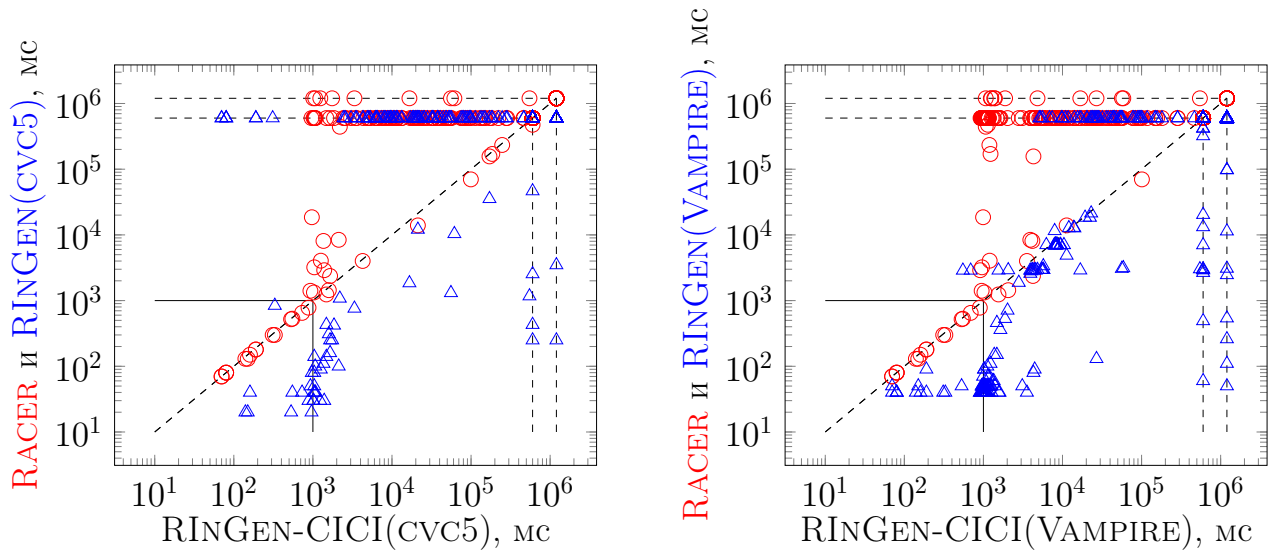 RACER и RINGEN(CVC5), мс
10^6
10^5
10^4
10^3
10^2
10^1
10^1 10^2 10^3 10^4 10^5 10^6
RINGEN-CICI(CVC5), мс
RACER и RINGEN(VAMPIRE), мс
10^6
10^5
10^4
10^3
10^2
10^1
10^1 10^2 10^3 10^4 10^5 10^6
RINGEN-CICI(VAMPIRE), мс